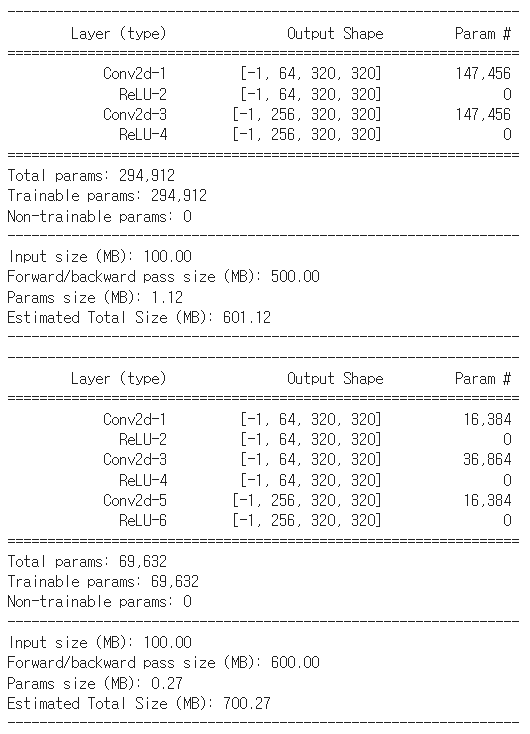 ----------------------------------------------------------------
Layer (type) Output Shape Param #
================================================================
Conv2d-1 [-1, 64, 320, 320] 147,456
ReLU-2 [-1, 64, 320, 320] 0
Conv2d-3 [-1, 256, 320, 320] 147,456
ReLU-4 [-1, 256, 320, 320] 0
================================================================
Total params: 294,912
Trainable params: 294,912
Non-trainable params: 0
----------------------------------------------------------------
Input size (MB): 100.00
Forward/backward pass size (MB): 500.00
Params size (MB): 1.12
Estimated Total Size (MB): 601.12
----------------------------------------------------------------
----------------------------------------------------------------
Layer (type) Output Shape Param #
================================================================
Conv2d-1 [-1, 64, 320, 320] 16,384
ReLU-2 [-1, 64, 320, 320] 0
Conv2d-3 [-1, 64, 320, 320] 36,864
ReLU-4 [-1, 64, 320, 320] 0
Conv2d-5 [-1, 256, 320, 320] 16,384
ReLU-6 [-1, 256, 320, 320] 0
================================================================
Total params: 69,632
Trainable params: 69,632
Non-trainable params: 0
----------------------------------------------------------------
Input size (MB): 100.00
Forward/backward pass size (MB): 600.00
Params size (MB): 0.27
Estimated Total Size (MB): 700.27
----------------------------------------------------------------